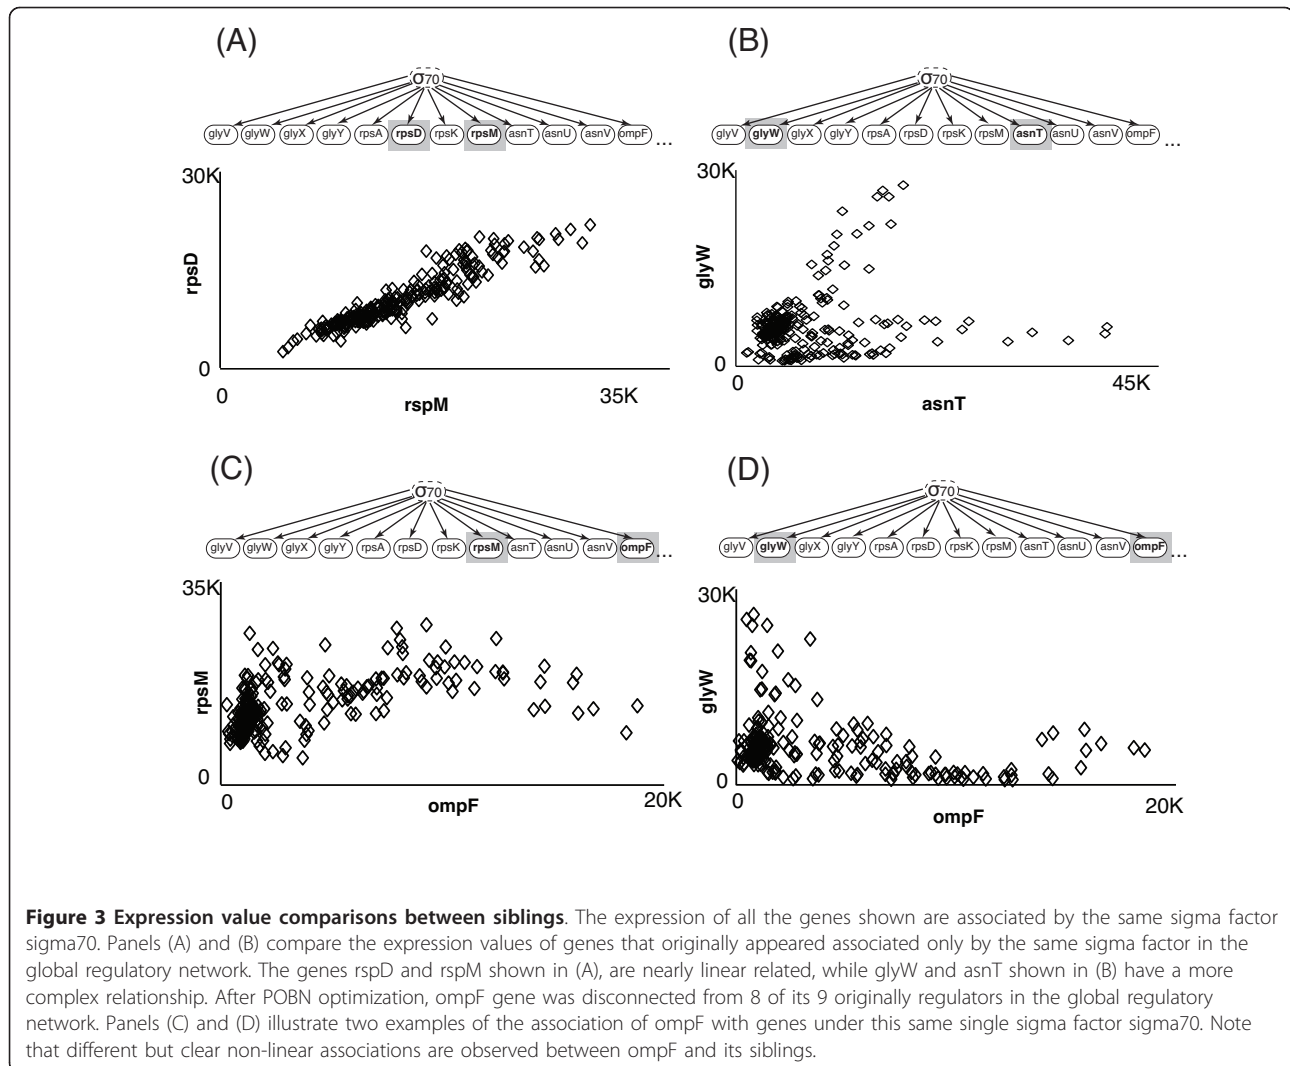 (A)
σ70
glyV glyW glyX glyY rpsA rpsD rpsK rpsM asnT asnU asnV ompF ...
30K
rpsD
0
0 35K
rspM
(B)
σ70
glyV glyW glyX glyY rpsA rpsD rpsK rpsM asnT asnU asnV ompF ...
30K
glyW
0
0 45K
asnT
(C)
σ70
glyV glyW glyX glyY rpsA rpsD rpsK rpsM asnT asnU asnV ompF ...
35K
rpsM
0
0 20K
ompF
(D)
σ70
glyV glyW glyX glyY rpsA rpsD rpsK rpsM asnT asnU asnV ompF ...
30K
glyW
0
0 20K
ompF
Figure 3 Expression value comparisons between siblings. The expression of all the genes shown are associated by the same sigma factor
sigma70. Panels (A) and (B) compare the expression values of genes that originally appeared associated only by the same sigma factor in the
global regulatory network. The genes rspD and rspM shown in (A), are nearly linear related, while glyW and asnT shown in (B) have a more
complex relationship. After POBN optimization, ompF gene was disconnected from 8 of its 9 originally regulators in the global regulatory
network. Panels (C) and (D) illustrate two examples of the association of ompF with genes under this same single sigma factor sigma70. Note
that different but clear non-linear associations are observed between ompF and its siblings.